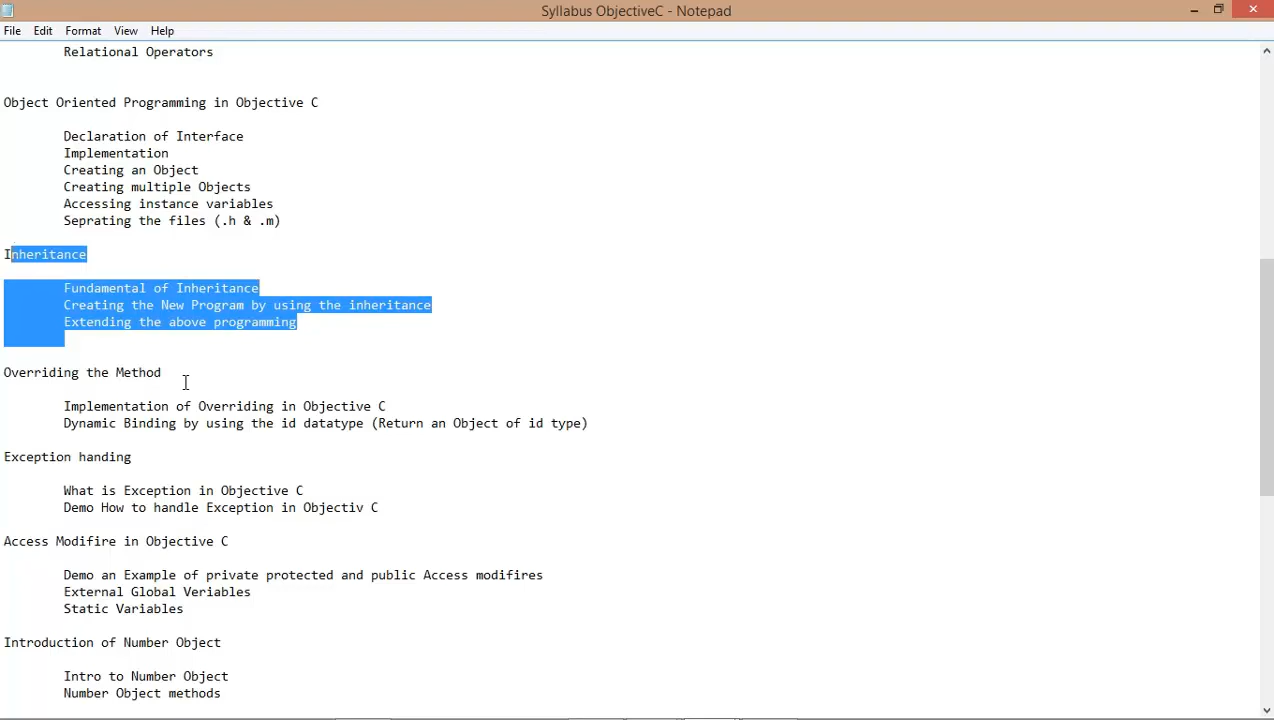 Syllabus ObjectiveC - Notepad
File Edit Format View Help
Relational Operators
Object Oriented Programming in Objective C
Declaration of Interface
Implementation
Creating an Object
Creating multiple Objects
Accessing instance variables
Seprating the files (.h & .m)
Inheritance
Fundamental of Inheritance
Creating the New Program by using the inheritance
Extending the above programming
Overriding the Method
Implementation of Overriding in Objective C
Dynamic Binding by using the id datatype (Return an Object of id type)
Exception handing
What is Exception in Objective C
Demo How to handle Exception in Objectiv C
Access Modifire in Objective C
Demo an Example of private protected and public Access modifires
External Global Veriables
Static Variables
Introduction of Number Object
Intro to Number Object
Number Object methods